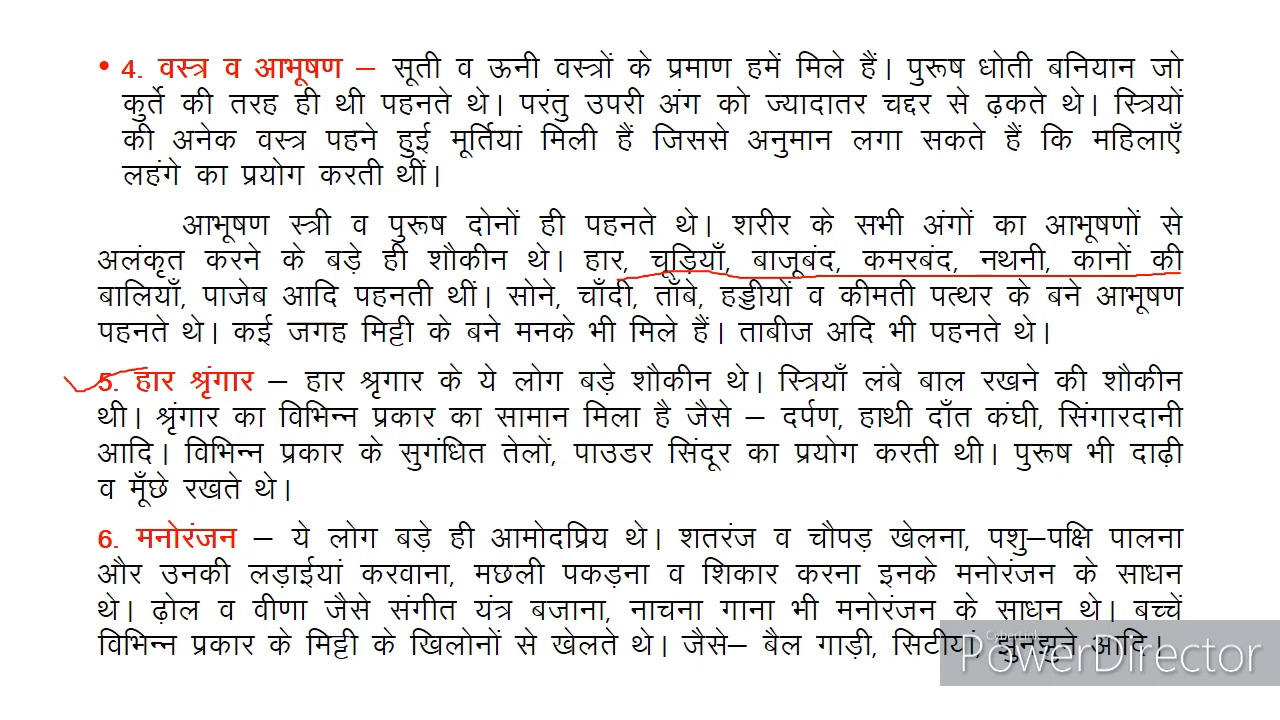 • 4. वस्त्र व आभूषण – सूती व ऊनी वस्त्रों के प्रमाण हमें मिले हैं। पुरूष धोती बनियान जो
कुर्ते की तरह ही थी पहनते थे। परंतु उपरी अंग को ज्यादातर चद्दर से ढ़कते थे। स्त्रियों
की अनेक वस्त्र पहने हुई मूर्तियां मिली हैं जिससे अनुमान लगा सकते हैं कि महिलाएँ
लहंगे का प्रयोग करती थीं।
आभूषण स्त्री व पुरूष दोनों ही पहनते थे। शरीर के सभी अंगों का आभूषणों से
अलंकृत करने के बड़े ही शौकीन थे। हार, चूड़ियाँ, बाजूबंद, कमरबंद, नथनी, कानों की
बालियाँ, पाजेब आदि पहनती थीं। सोने, चाँदी, ताँबे, हड्डीयों व कीमती पत्थर के बने आभूषण
पहनते थे। कई जगह मिट्टी के बने मनके भी मिले हैं। ताबीज अदि भी पहनते थे।
5. हार श्रृंगार – हार श्रृगार के ये लोग बड़े शौकीन थे। स्त्रियाँ लंबे बाल रखने की शौकीन
थी। श्रृंगार का विभिन्न प्रकार का सामान मिला है जैसे – दर्पण, हाथी दाँत कंघी, सिंगारदानी
आदि। विभिन्न प्रकार के सुगंधित तेलों, पाउडर सिंदूर का प्रयोग करती थी। पुरूष भी दाढ़ी
व मूँछे रखते थे।
6. मनोरंजन – ये लोग बड़े ही आमोदप्रिय थे। शतरंज व चौपड़ खेलना, पशु–पक्षि पालना
और उनकी लड़ाईयां करवाना, मछली पकड़ना व शिकार करना इनके मनोरंजन के साधन
थे। ढ़ोल व वीणा जैसे संगीत यंत्र बजाना, नाचना गाना भी मनोरंजन के साधन थे। बच्चें
विभिन्न प्रकार के मिट्टी के खिलोनों से खेलते थे। जैसे– बैल गाड़ी, सिटीयां, झुनझुने आदि।
CyberLink
PowerDirector